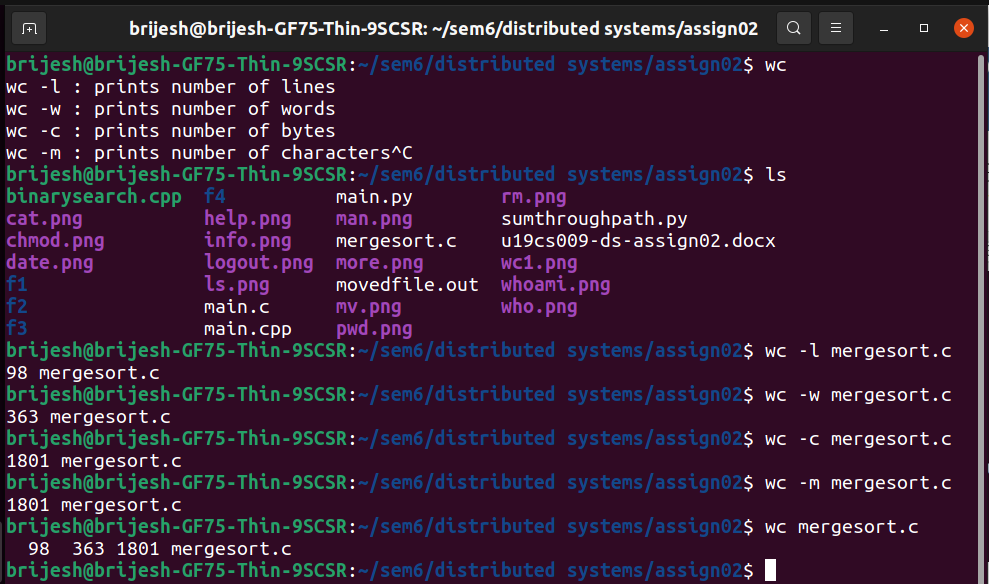 brijesh@brijesh-GF75-Thin-9SCSR: ~/sem6/distributed systems/assign02
brijesh@brijesh-GF75-Thin-9SCSR:~/sem6/distributed systems/assign02$ wc
wc -l : prints number of lines
wc -w : prints number of words
wc -c : prints number of bytes
wc -m : prints number of characters^C
brijesh@brijesh-GF75-Thin-9SCSR:~/sem6/distributed systems/assign02$ ls
binarysearch.cpp  f4          main.py        rm.png
cat.png           help.png    man.png        sumthroughpath.py
chmod.png         info.png    mergesort.c    u19cs009-ds-assign02.docx
date.png          logout.png  more.png       wc1.png
f1                ls.png      movedfile.out  whoami.png
f2                main.c      mv.png         who.png
f3                main.cpp    pwd.png
brijesh@brijesh-GF75-Thin-9SCSR:~/sem6/distributed systems/assign02$ wc -l mergesort.c
98 mergesort.c
brijesh@brijesh-GF75-Thin-9SCSR:~/sem6/distributed systems/assign02$ wc -w mergesort.c
363 mergesort.c
brijesh@brijesh-GF75-Thin-9SCSR:~/sem6/distributed systems/assign02$ wc -c mergesort.c
1801 mergesort.c
brijesh@brijesh-GF75-Thin-9SCSR:~/sem6/distributed systems/assign02$ wc -m mergesort.c
1801 mergesort.c
brijesh@brijesh-GF75-Thin-9SCSR:~/sem6/distributed systems/assign02$ wc mergesort.c
  98  363 1801 mergesort.c
brijesh@brijesh-GF75-Thin-9SCSR:~/sem6/distributed systems/assign02$